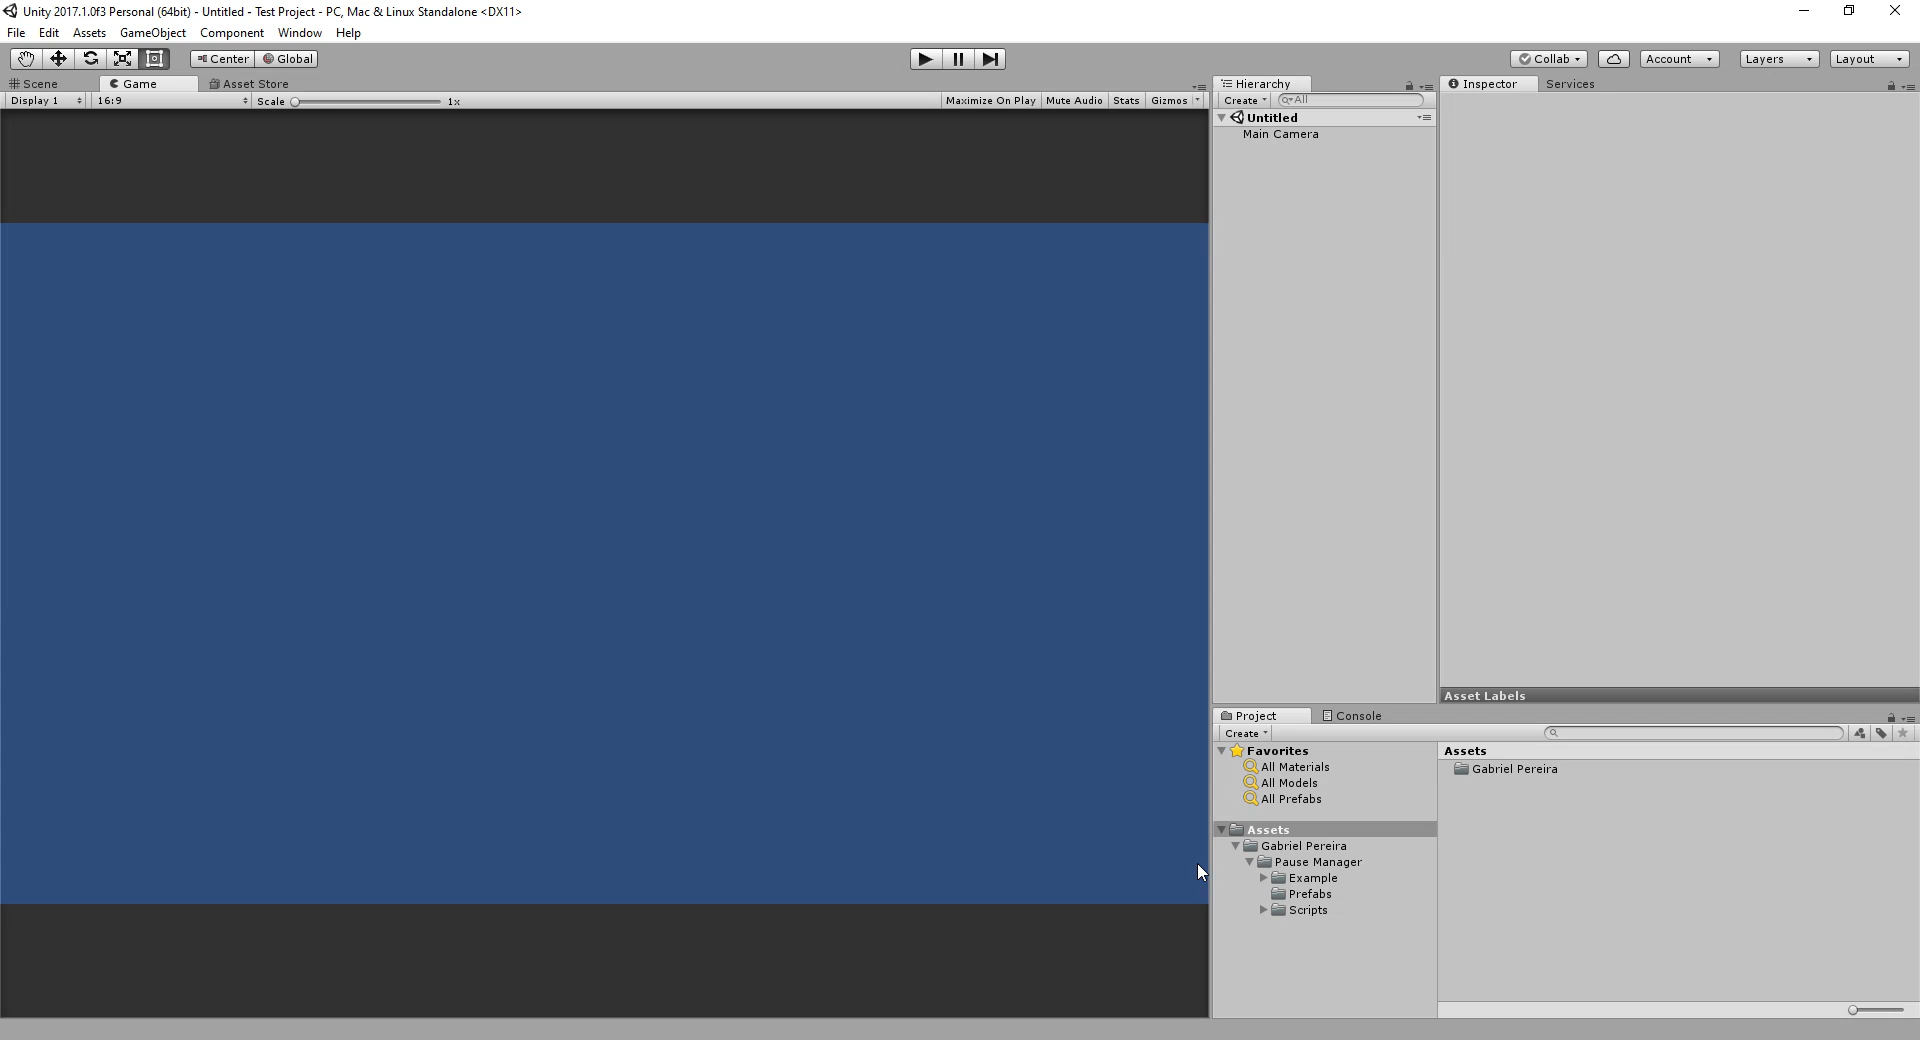 Unity 2017.1.0f3 Personal (64bit) - Untitled - Test Project - PC, Mac & Linux Standalone <DX11>
File Edit Assets GameObject Component Window Help
Center Global Collab Account Layers Layout
Scene Game Asset Store
Display 1 16:9 Scale 1x Maximize On Play Mute Audio Stats Gizmos
Hierarchy
Create All
Untitled
Main Camera
Inspector Services
Asset Labels
Project Console
Create
Favorites
All Materials
All Models
All Prefabs
Assets
Gabriel Pereira
Pause Manager
Example
Prefabs
Scripts
Assets
Gabriel Pereira